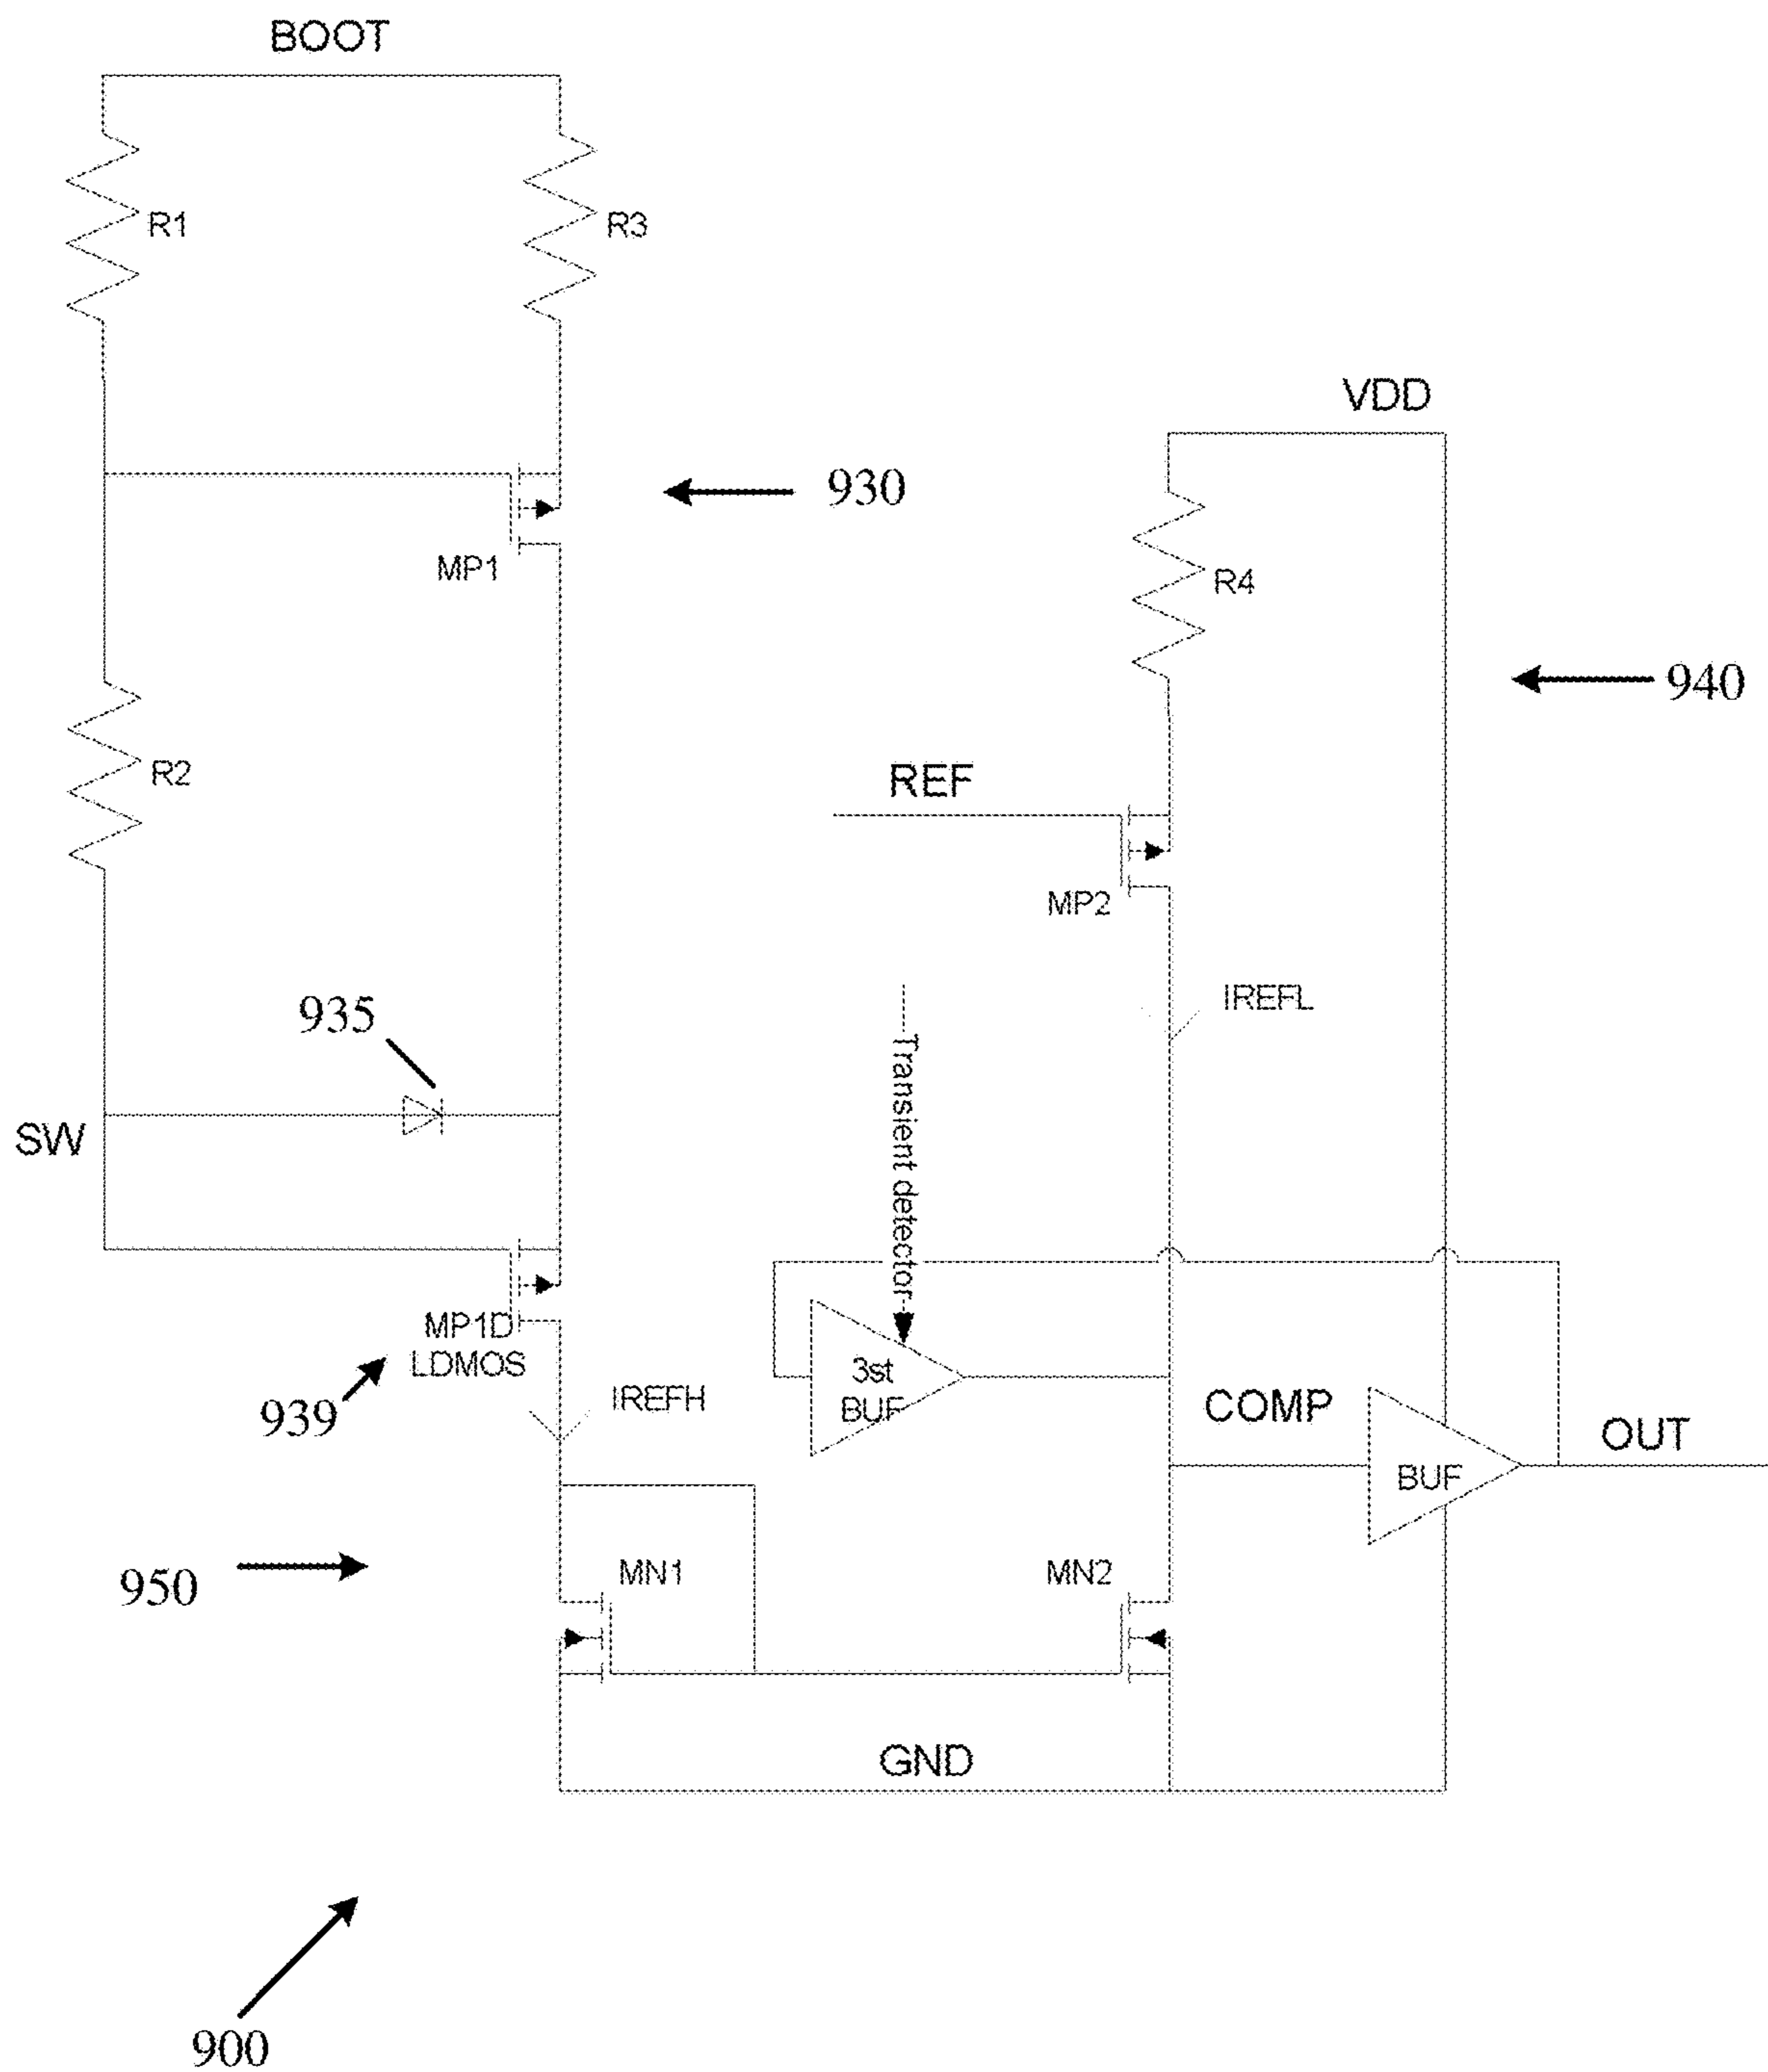 BOOT
R1
R3
VDD
930
MP1
R4
940
R2
REF
MP2
935
IREFL
Transient detector
SW
MP1D
LDMOS
939
3st
BUF
IREFH
COMP
OUT
BUF
950
MN1
MN2
GND
900